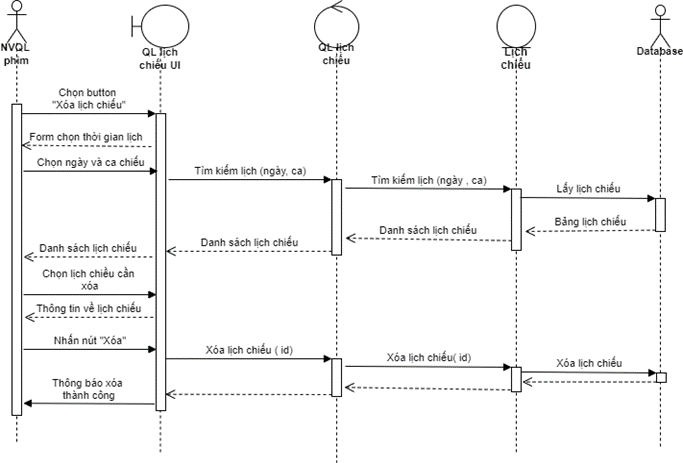 NVQL
phim
QL lịch
chiếu UI
QL lịch
chiếu
Lịch
chiếu
Database
Chọn button
"Xóa lịch chiếu"
Form chọn thời gian lịch
Chọn ngày và ca chiếu
Tìm kiếm lịch (ngày, ca)
Tìm kiếm lịch (ngày , ca)
Lấy lịch chiếu
Bảng lịch chiếu
Danh sách lịch chiếu
Danh sách lịch chiếu
Danh sách lịch chiếu
Chọn lịch chiếu cần
xóa
Thông tin về lịch chiếu
Nhấn nút "Xóa"
Xóa lịch chiếu ( id)
Xóa lịch chiếu( id)
Xóa lịch chiếu
Thông báo xóa
thành công